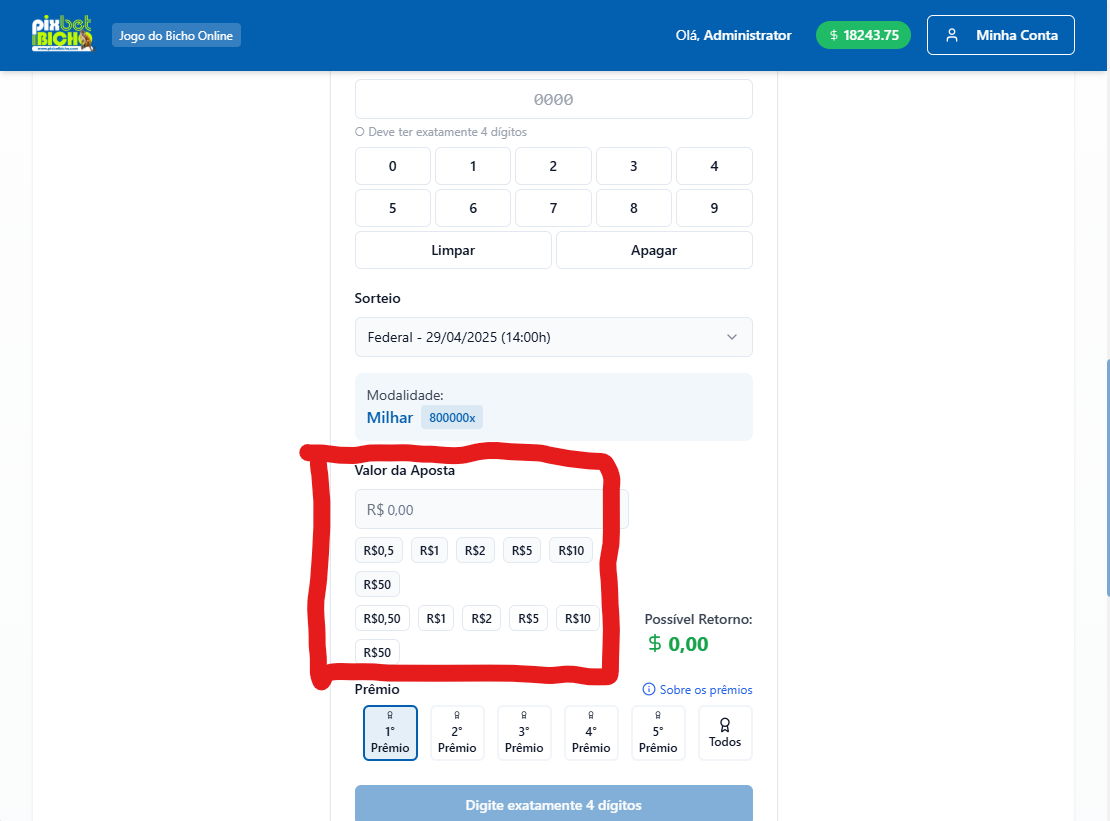 pixbet
BICHO
www.pixbetbicho.com
Jogo do Bicho Online
Olá, Administrator
$ 18243.75
Minha Conta
0000
Deve ter exatamente 4 dígitos
0 1 2 3 4
5 6 7 8 9
Limpar Apagar
Sorteio
Federal - 29/04/2025 (14:00h)
Modalidade:
Milhar 800000x
Valor da Aposta
R$ 0,00
R$0,5 R$1 R$2 R$5 R$10
R$50
R$0,50 R$1 R$2 R$5 R$10
R$50
Possível Retorno:
$ 0,00
Prêmio
Sobre os prêmios
1° Prêmio
2° Prêmio
3° Prêmio
4° Prêmio
5° Prêmio
Todos
Digite exatamente 4 dígitos